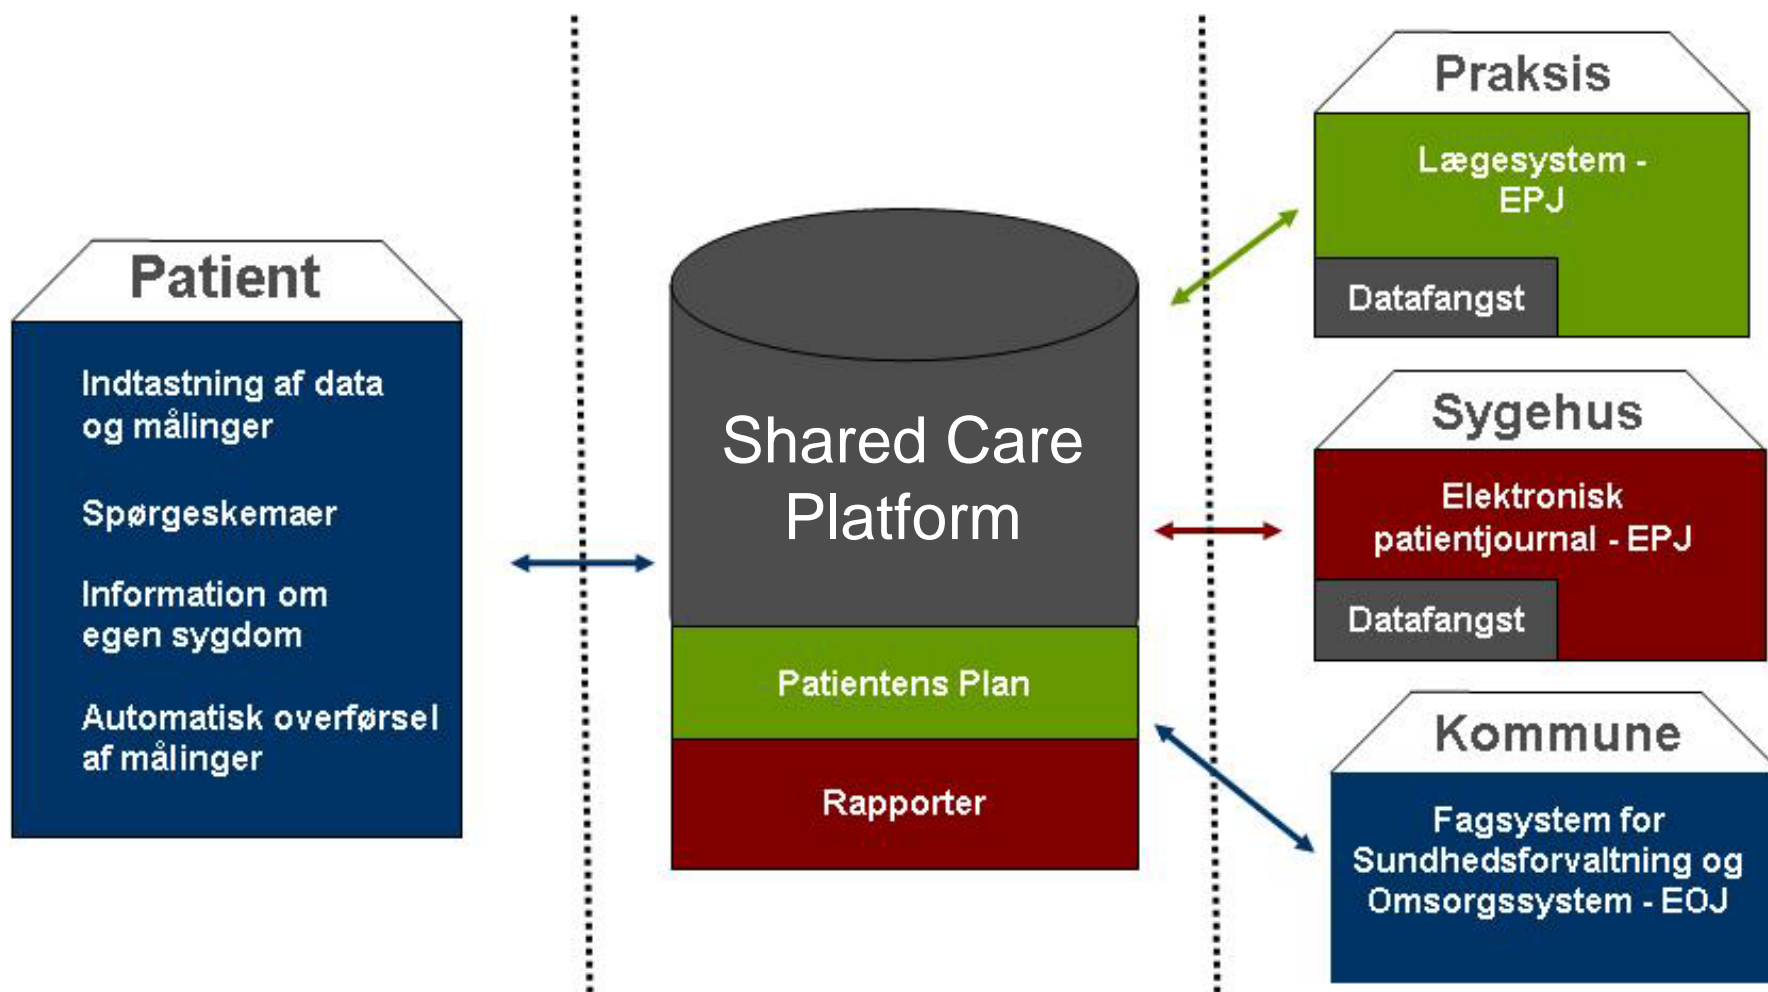 Patient
Indtastning af data
og målinger
Spørgeskemaer
Information om
egen sygdom
Automatisk overførsel
af målinger
Shared Care
Platform
Patientens Plan
Rapporter
Praksis
Lægesystem -
EPJ
Datafangst
Sygehus
Elektronisk
patientjournal - EPJ
Datafangst
Kommune
Fagsystem for
Sundhedsforvaltning og
Omsorgssystem - EOJ